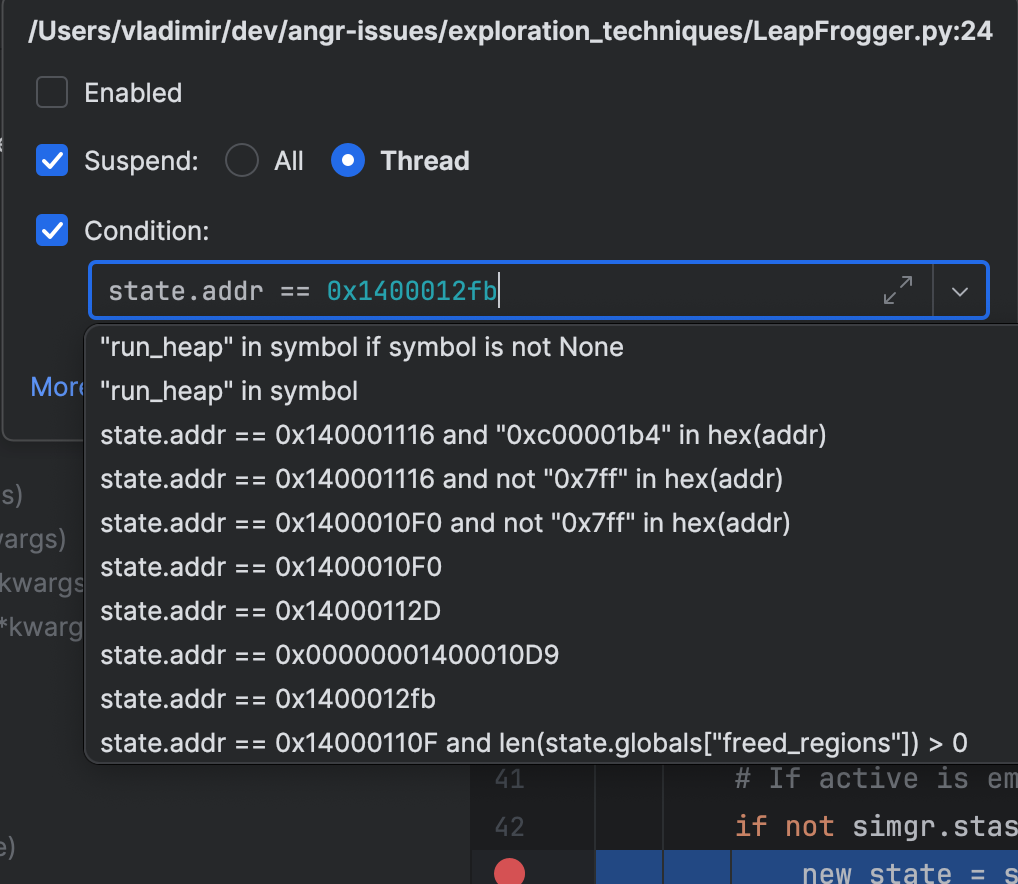 /Users/vladimir/dev/angr-issues/exploration_techniques/LeapFrogger.py:24
Enabled
Suspend: All Thread
Condition:
state.addr == 0x1400012fb
"run_heap" in symbol if symbol is not None
More
"run_heap" in symbol
state.addr == 0x140001116 and "0xc00001b4" in hex(addr)
state.addr == 0x140001116 and not "0x7ff" in hex(addr)
s)
state.addr == 0x1400010F0 and not "0x7ff" in hex(addr)
args)
state.addr == 0x1400010F0
kwargs
state.addr == 0x14000112D
*kwarg
state.addr == 0x00000001400010D9
state.addr == 0x1400012fb
state.addr == 0x14000110F and len(state.globals["freed_regions"]) > 0
41 # If active is em
42 if not simgr.stas
e)
new state = s